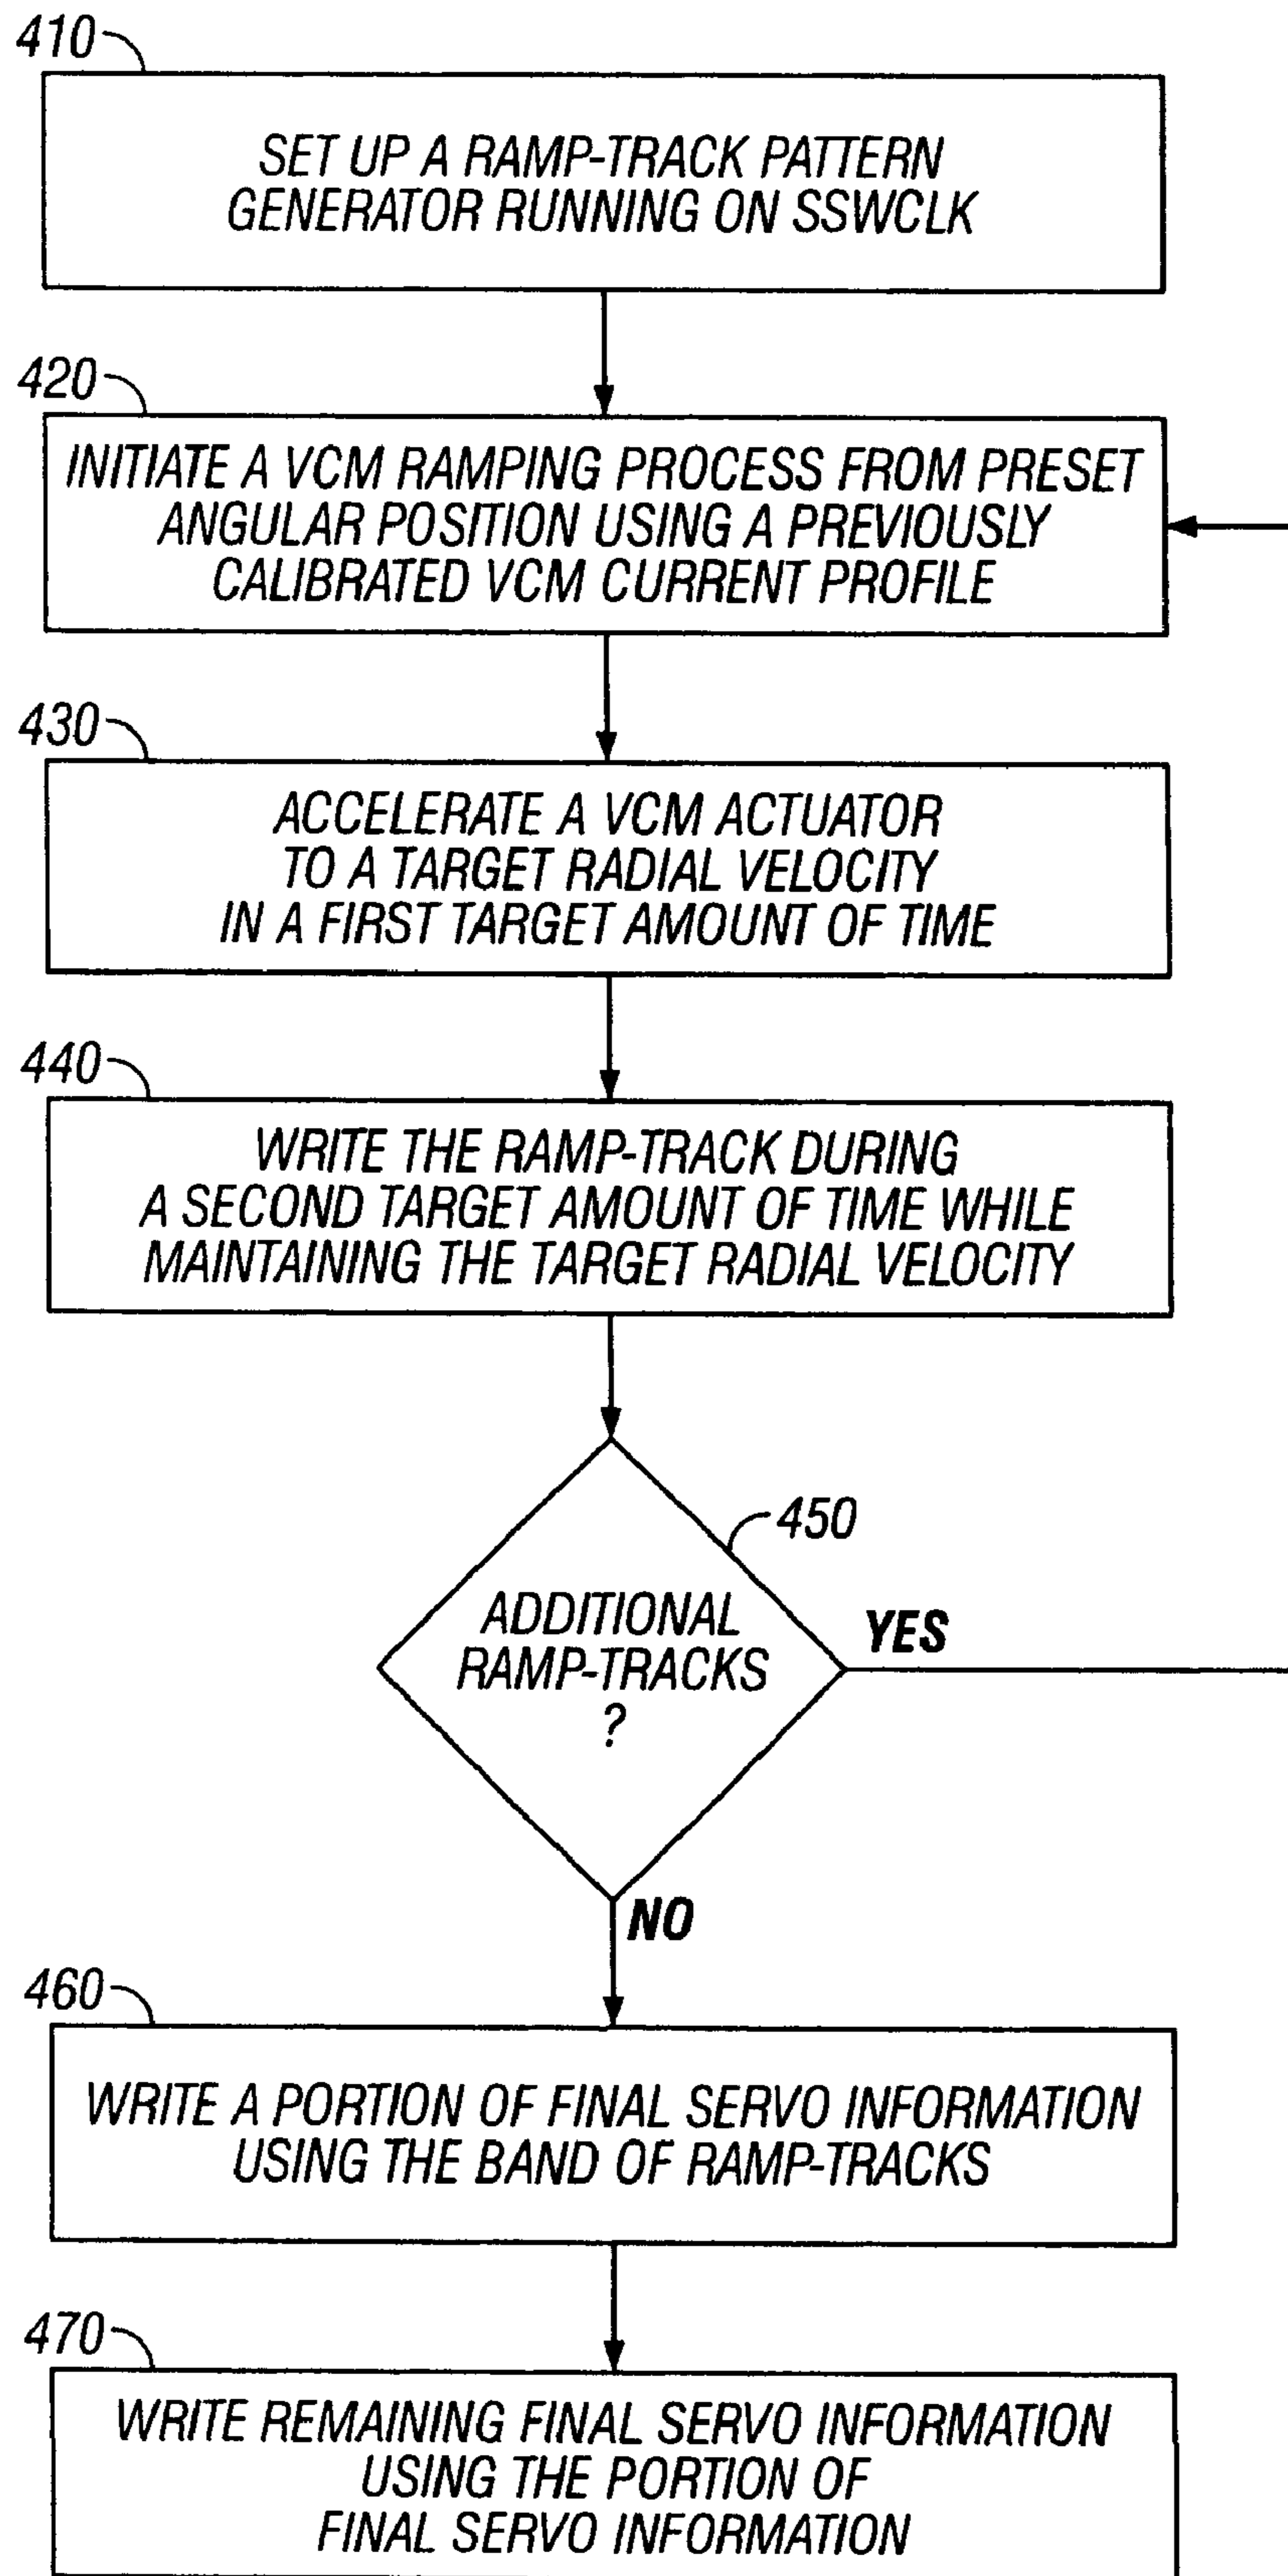 410
SET UP A RAMP-TRACK PATTERN
GENERATOR RUNNING ON SSWCLK
420
INITIATE A VCM RAMPING PROCESS FROM PRESET
ANGULAR POSITION USING A PREVIOUSLY
CALIBRATED VCM CURRENT PROFILE
430
ACCELERATE A VCM ACTUATOR
TO A TARGET RADIAL VELOCITY
IN A FIRST TARGET AMOUNT OF TIME
440
WRITE THE RAMP-TRACK DURING
A SECOND TARGET AMOUNT OF TIME WHILE
MAINTAINING THE TARGET RADIAL VELOCITY
450
ADDITIONAL
RAMP-TRACKS
?
YES
NO
460
WRITE A PORTION OF FINAL SERVO INFORMATION
USING THE BAND OF RAMP-TRACKS
470
WRITE REMAINING FINAL SERVO INFORMATION
USING THE PORTION OF
FINAL SERVO INFORMATION